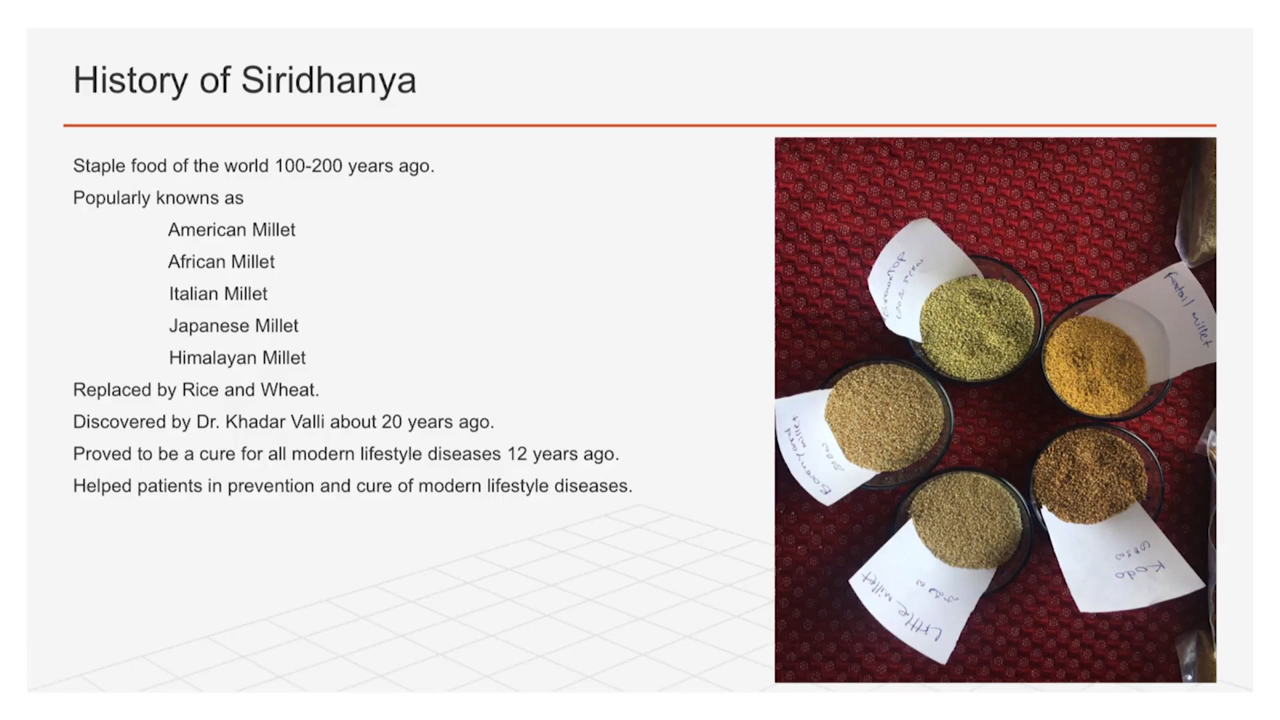 History of Siridhanya
Staple food of the world 100-200 years ago.
Popularly knowns as
American Millet
African Millet
Italian Millet
Japanese Millet
Himalayan Millet
Replaced by Rice and Wheat.
Discovered by Dr. Khadar Valli about 20 years ago.
Proved to be a cure for all modern lifestyle diseases 12 years ago.
Helped patients in prevention and cure of modern lifestyle diseases.
foxtail millet
millet
Kodo
Little millet